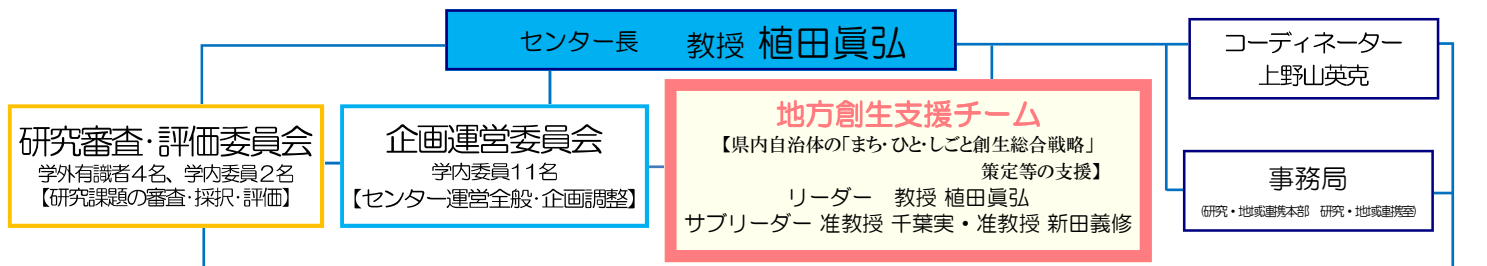 センター長　教授 植田眞弘
コーディネーター
上野山英克
研究審査・評価委員会
学外有識者4名、学内委員2名
【研究課題の審査・採択・評価】
企画運営委員会
学内委員11名
【センター運営全般・企画調整】
地方創生支援チーム
【県内自治体の「まち・ひと・しごと創生総合戦略」
策定等の支援】
リーダー　教授 植田眞弘
サブリーダー 准教授 千葉実・准教授 新田義修
事務局
(研究・地域連携本部　研究・地域連携室)